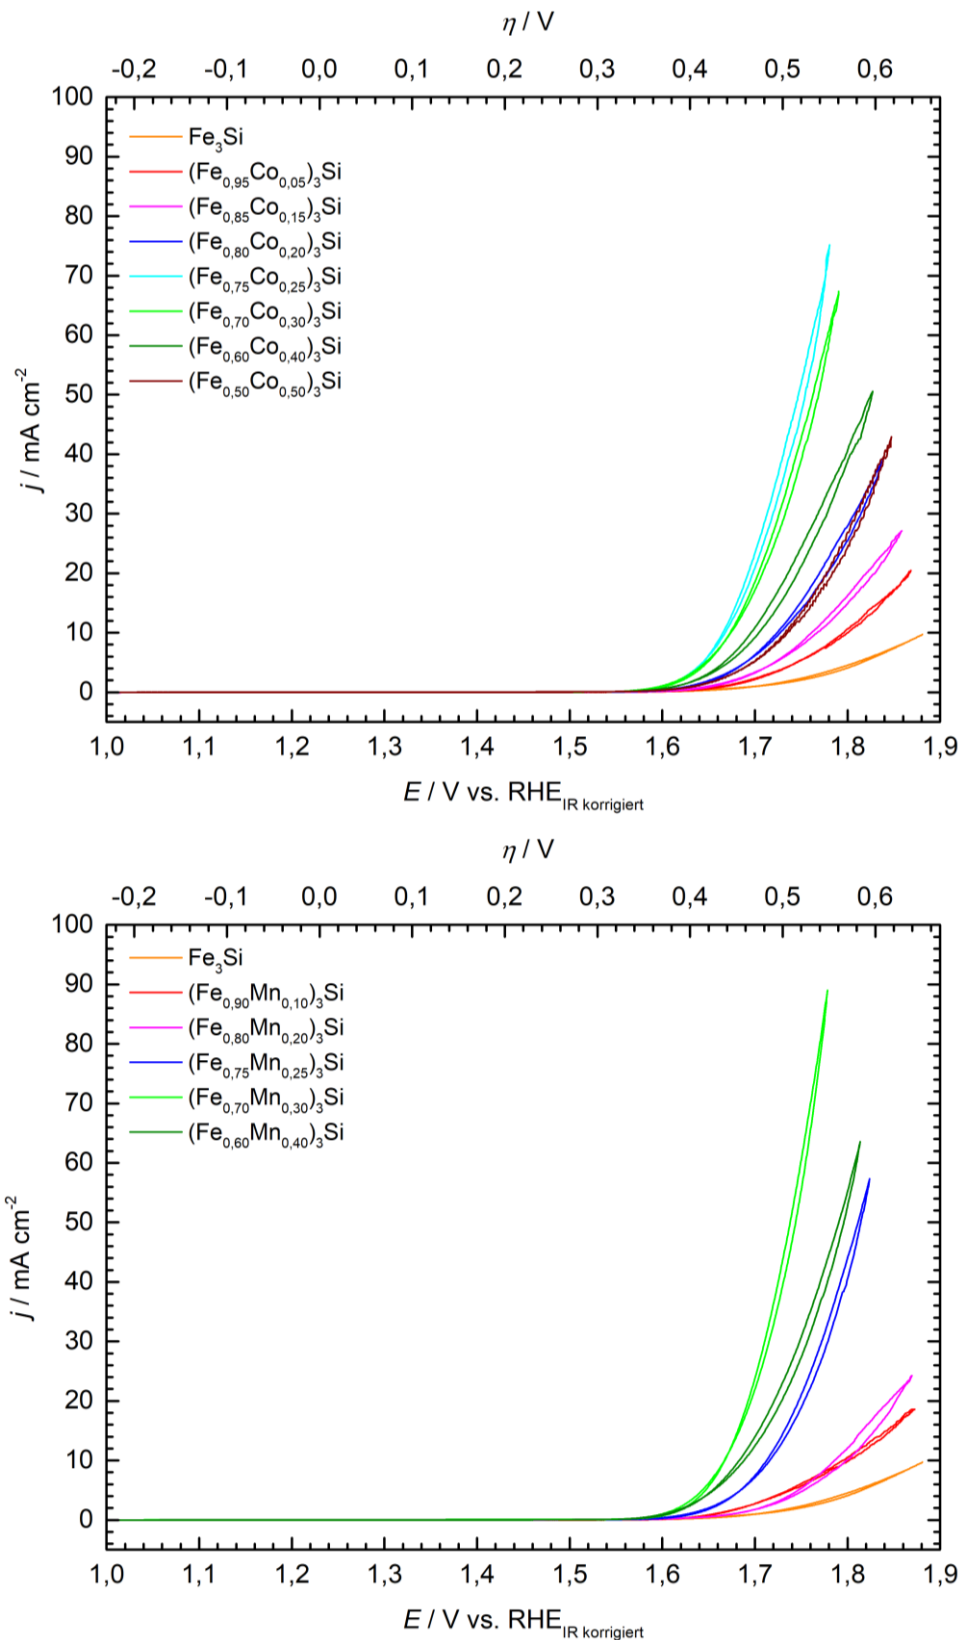 η / V
-0,2 -0,1 0,0 0,1 0,2 0,3 0,4 0,5 0,6
100
Fe₃Si
90
(Fe₀,₉₅Co₀,₀₅)₃Si
(Fe₀,₈₅Co₀,₁₅)₃Si
80
(Fe₀,₈₀Co₀,₂₀)₃Si
(Fe₀,₇₅Co₀,₂₅)₃Si
70
(Fe₀,₇₀Co₀,₃₀)₃Si
60
(Fe₀,₆₀Co₀,₄₀)₃Si
(Fe₀,₅₀Co₀,₅₀)₃Si
50
40
30
20
10
0
j / mA cm⁻²
1,0 1,1 1,2 1,3 1,4 1,5 1,6 1,7 1,8 1,9
E / V vs. RHE IR korrigiert
η / V
-0,2 -0,1 0,0 0,1 0,2 0,3 0,4 0,5 0,6
100
Fe₃Si
90
(Fe₀,₉₀Mn₀,₁₀)₃Si
(Fe₀,₈₀Mn₀,₂₀)₃Si
80
(Fe₀,₇₅Mn₀,₂₅)₃Si
(Fe₀,₇₀Mn₀,₃₀)₃Si
70
(Fe₀,₆₀Mn₀,₄₀)₃Si
60
50
40
30
20
10
0
j / mA cm⁻²
1,0 1,1 1,2 1,3 1,4 1,5 1,6 1,7 1,8 1,9
E / V vs. RHE IR korrigiert